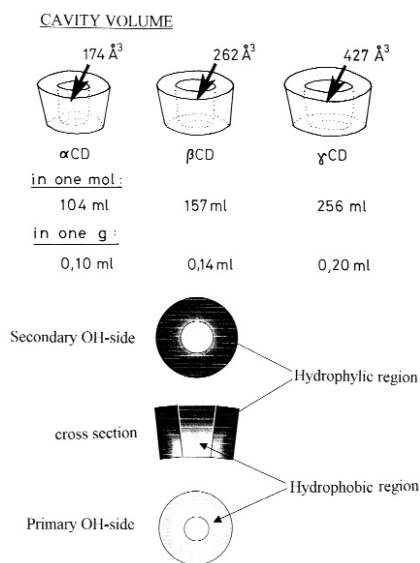 CAVITY VOLUME
174 Å³ 262 Å³ 427 Å³
αCD βCD γCD
in one mol:
104 ml 157 ml 256 ml
in one g:
0,10 ml 0,14 ml 0,20 ml
Secondary OH-side
Hydrophylic region
cross section
Hydrophobic region
Primary OH-side